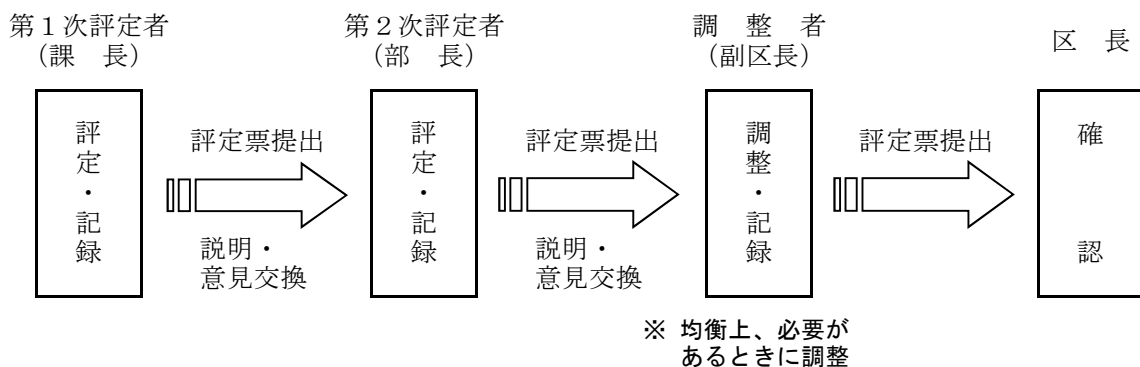 第１次評定者
(課　長)
第２次評定者
(部　長)
調　整　者
(副区長)
区　長
評定・記録
評定票提出
説明・
意見交換
評定・記録
評定票提出
説明・
意見交換
調整・記録
評定票提出
確認
※ 均衡上、必要が
あるときに調整